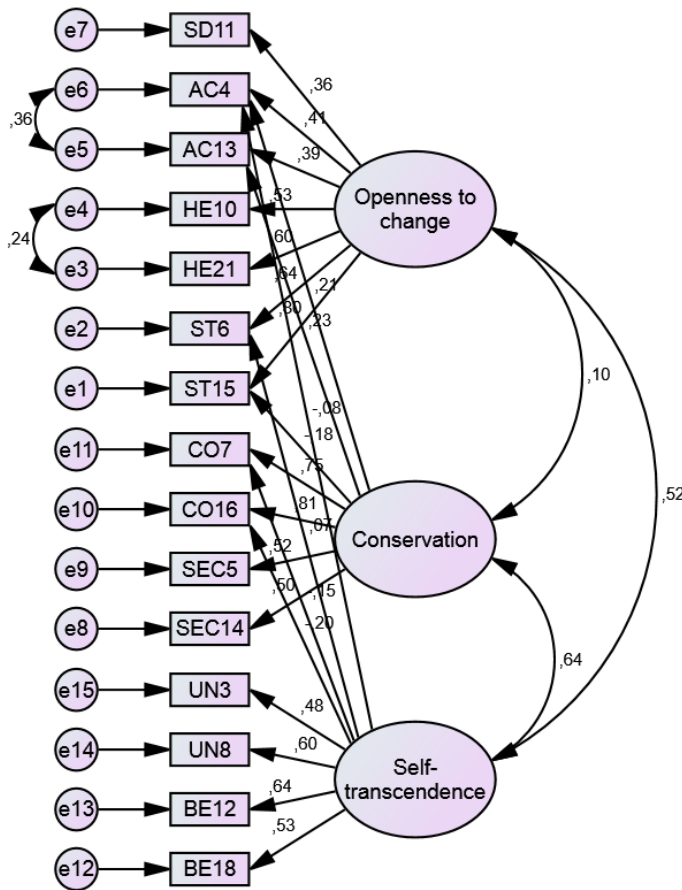 e7
SD11
e6
AC4
,36
,36
,41
e5
AC13
,39
Openness to
change
e4
HE10
,53
,24
,60
e3
HE21
,64
,21
e2
ST6
,80
,23
e1
ST15
,10
-,08
-,18
e11
CO7
,75
,52
e10
CO16
,81
,07
Conservation
e9
SEC5
,52
,50
-,15
e8
SEC14
-,20
,64
e15
UN3
,48
e14
UN8
,60
Self-
transcendence
e13
BE12
,64
,53
e12
BE18